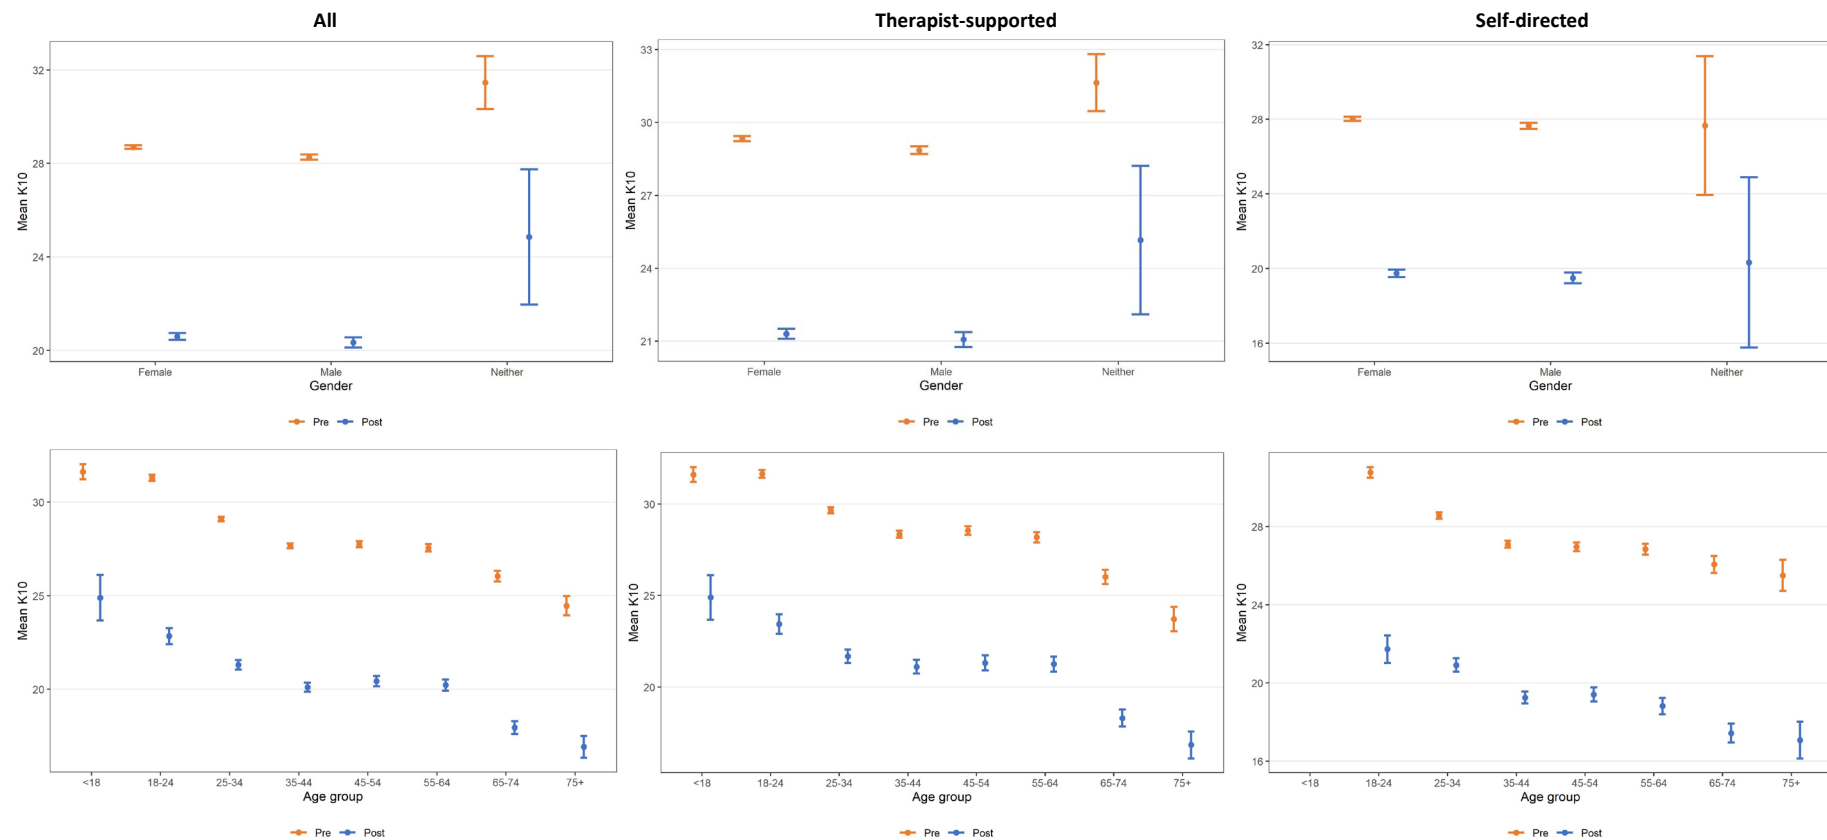 All Therapist-supported Self-directed
Mean K10
32
28
24
20
Female Male Neither
Gender
Pre Post
Mean K10
33
30
27
24
21
Female Male Neither
Gender
Pre Post
Mean K10
32
28
24
20
16
Female Male Neither
Gender
Pre Post
Mean K10
30
25
20
<18 18-24 25-34 35-44 45-54 55-64 65-74 75+
Age group
Pre Post
Mean K10
30
25
20
<18 18-24 25-34 35-44 45-54 55-64 65-74 75+
Age group
Pre Post
Mean K10
28
24
20
16
<18 18-24 25-34 35-44 45-54 55-64 65-74 75+
Age group
Pre Post